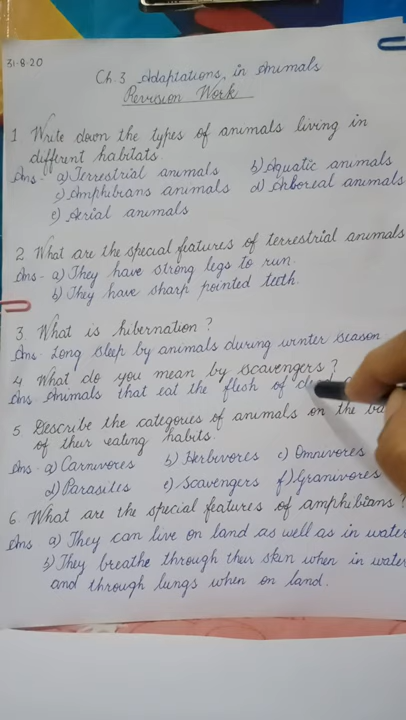 31-8-20
Ch.3 Adaptations in Animals
Revision Work
1 Write down the types of animals living in
different habitats.
Ans- a) Terrestrial animals b) Aquatic animals
c) Amphibians animals d) Arboreal animals
e) Aerial animals
2 What are the special features of terrestrial animals
Ans- a) They have strong legs to run.
b) They have sharp pointed teeth.
3 What is hibernation?
Ans- Long sleep by animals during winter season
4 What do you mean by scavengers?
Ans Animals that eat the flesh of
5 Describe the categories of animals on the
of their eating habits.
Ans- a) Carnivores b) Herbivores c) Omnivores
d) Parasites e) Scavengers f) Granivores
6 What are the special features of amphibians?
Ans a) They can live on land as well as in water
b) They breathe through their skin when in water
and through lungs when on land.